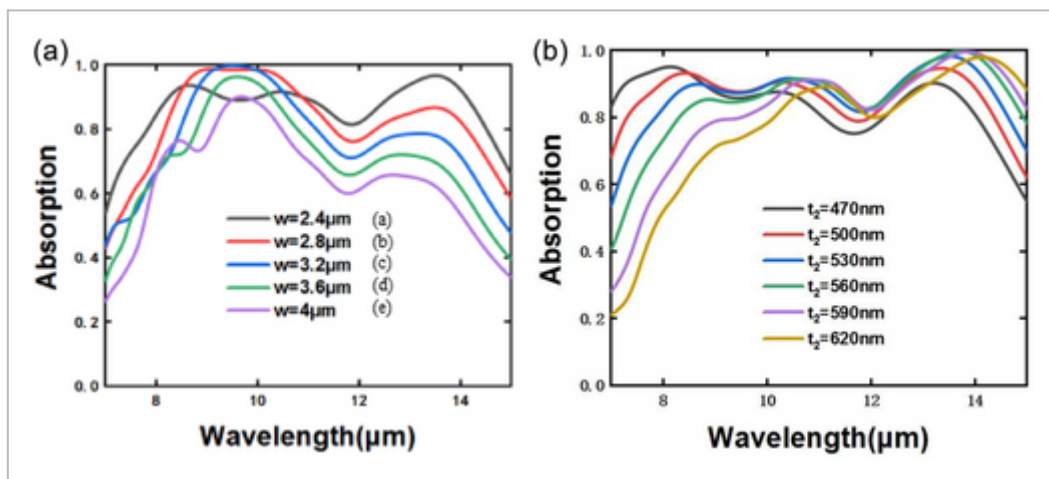 (a)
1.0
0.8
0.6
0.4
0.2
0.0
Absorption
8 10 12 14
Wavelength(μm)
w=2.4μm (a)
w=2.8μm (b)
w=3.2μm (c)
w=3.6μm (d)
w=4μm (e)
(b)
1.0
0.8
0.6
0.4
0.2
0.0
Absorption
8 10 12 14
Wavelength(μm)
t₂=470nm
t₂=500nm
t₂=530nm
t₂=560nm
t₂=590nm
t₂=620nm